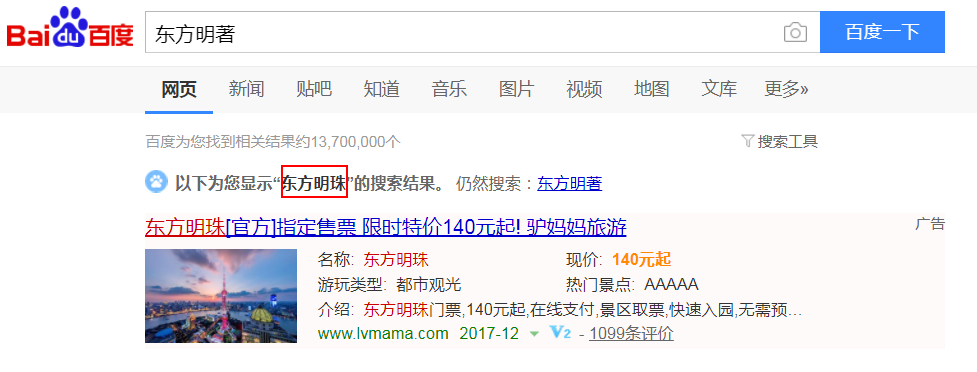 Bai du 百度 东方明著 百度一下
网页 新闻 贴吧 知道 音乐 图片 视频 地图 文库 更多»
百度为您找到相关结果约13,700,000个 搜索工具
以下为您显示“东方明珠”的搜索结果。 仍然搜索：东方明著
东方明珠[官方]指定售票 限时特价140元起! 驴妈妈旅游 广告
名称: 东方明珠 现价: 140元起
游玩类型: 都市观光 热门景点: AAAAA
介绍: 东方明珠门票,140元起,在线支付,景区取票,快速入园,无需预...
www.lvmama.com 2017-12 V2 - 1099条评价